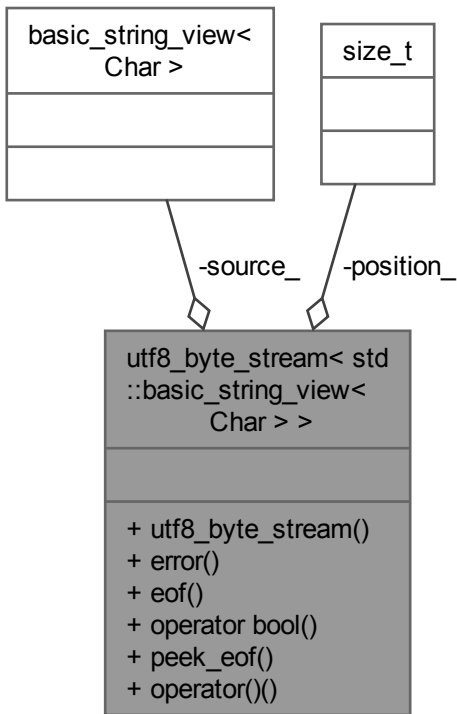 basic_string_view<
Char >
size_t
-source_
-position_
utf8_byte_stream< std
::basic_string_view<
Char > >
+ utf8_byte_stream()
+ error()
+ eof()
+ operator bool()
+ peek_eof()
+ operator()()